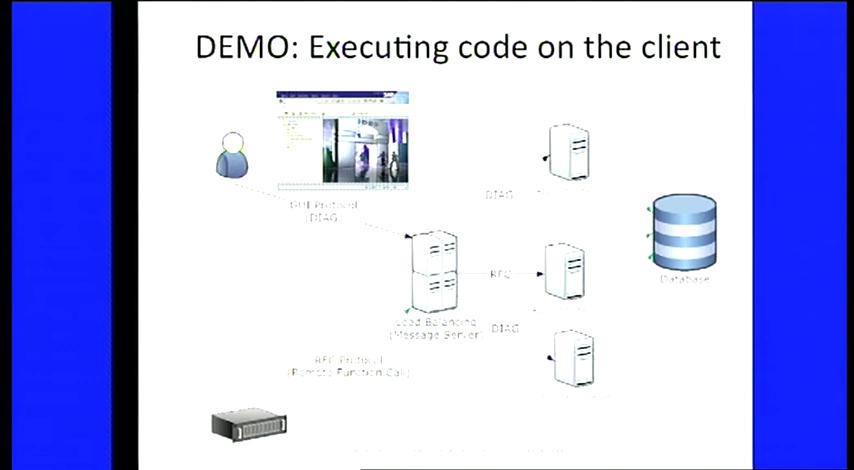 DEMO: Executing code on the client
GUI Protocol
(DIAG)
DIAG
RFC
Database
Load Balancing
(Message Server)
DIAG
RFC Protocol
(Remote Function Call)